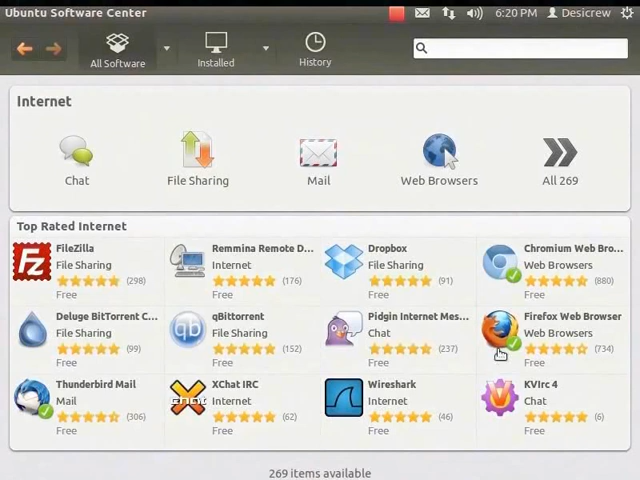 Ubuntu Software Center
6:20 PM
Desicrew
All Software
Installed
History
Internet
Chat
File Sharing
Mail
Web Browsers
All 269
Top Rated Internet
FileZilla
File Sharing
(298)
Free
Remmina Remote D...
Internet
(176)
Free
Dropbox
File Sharing
(91)
Free
Chromium Web Bro...
Web Browsers
(880)
Free
Deluge BitTorrent C...
File Sharing
(99)
Free
qb
qBittorrent
File Sharing
(152)
Free
Pidgin Internet Mes...
Chat
(237)
Free
Firefox Web Browser
Web Browsers
(734)
Free
Thunderbird Mail
Mail
(306)
Free
XChat IRC
Internet
(62)
Free
Wireshark
Internet
(46)
Free
KVIrc 4
Chat
(6)
Free
Fz
CHAT
269 items available